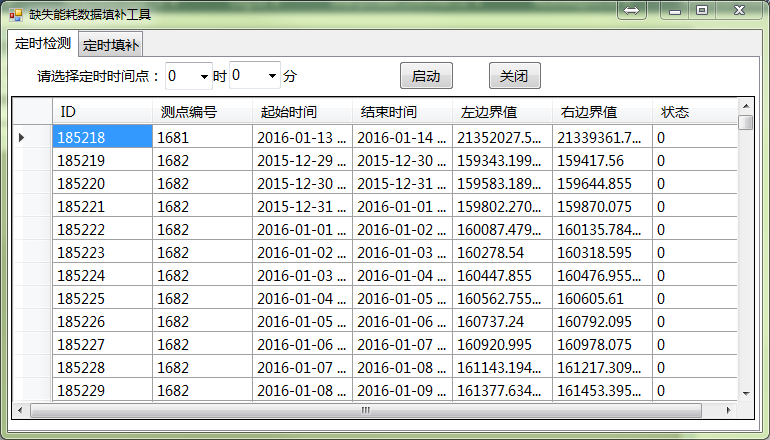 缺失能耗数据填补工具
定时检测 定时填补
请选择定时时间点： 0 时 0 分 启动 关闭
ID 测点编号 起始时间 结束时间 左边界值 右边界值 状态
185218 1681 2016-01-13 ... 2016-01-14 ... 21352027.5... 21339361.7... 0
185219 1682 2015-12-29 ... 2015-12-30 ... 159343.199... 159417.56 0
185220 1682 2015-12-30 ... 2015-12-31 ... 159583.189... 159644.855 0
185221 1682 2015-12-31 ... 2016-01-01 ... 159802.270... 159870.075 0
185222 1682 2016-01-01 ... 2016-01-02 ... 160087.479... 160135.784... 0
185223 1682 2016-01-02 ... 2016-01-03 ... 160278.54 160318.595 0
185224 1682 2016-01-03 ... 2016-01-04 ... 160447.855 160476.955... 0
185225 1682 2016-01-04 ... 2016-01-05 ... 160562.755... 160605.61 0
185226 1682 2016-01-05 ... 2016-01-06 ... 160737.24 160792.095 0
185227 1682 2016-01-06 ... 2016-01-07 ... 160920.995 160978.075 0
185228 1682 2016-01-07 ... 2016-01-08 ... 161143.194... 161217.309... 0
185229 1682 2016-01-08 ... 2016-01-09 ... 161377.634... 161453.395... 0